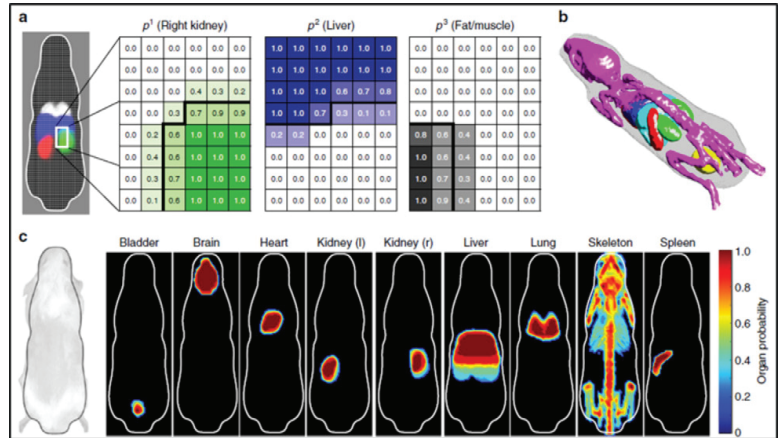 a
p1 (Right kidney)
p2 (Liver)
p3 (Fat/muscle)
b
0.0 0.0 0.0 0.0 0.0 0.0 1.0 1.0 1.0 1.0 1.0 1.0 0.0 0.0 0.0 0.0 0.0 0.0
0.0 0.0 0.0 0.0 0.0 0.0 1.0 1.0 1.0 1.0 1.0 1.0 0.0 0.0 0.0 0.0 0.0 0.0
0.0 0.0 0.0 0.4 0.3 0.2 1.0 1.0 1.0 0.6 0.7 0.8 0.0 0.0 0.0 0.0 0.0 0.0
0.0 0.0 0.3 0.7 0.9 0.9 1.0 1.0 0.7 0.3 0.1 0.1 0.0 0.0 0.0 0.0 0.0 0.0
0.0 0.2 0.6 1.0 1.0 1.0 0.2 0.2 0.0 0.0 0.0 0.0 0.8 0.6 0.4 0.0 0.0 0.0
0.0 0.4 0.6 1.0 1.0 1.0 0.0 0.0 0.0 0.0 0.0 0.0 1.0 0.6 0.4 0.0 0.0 0.0
0.0 0.3 0.7 1.0 1.0 1.0 0.0 0.0 0.0 0.0 0.0 0.0 1.0 0.7 0.3 0.0 0.0 0.0
0.0 0.1 0.6 1.0 1.0 1.0 0.0 0.0 0.0 0.0 0.0 0.0 1.0 0.9 0.4 0.0 0.0 0.0
c
Bladder
Brain
Heart
Kidney (l)
Kidney (r)
Liver
Lung
Skeleton
Spleen
1.0
0.8
0.6
0.4
0.2
0
Organ probability